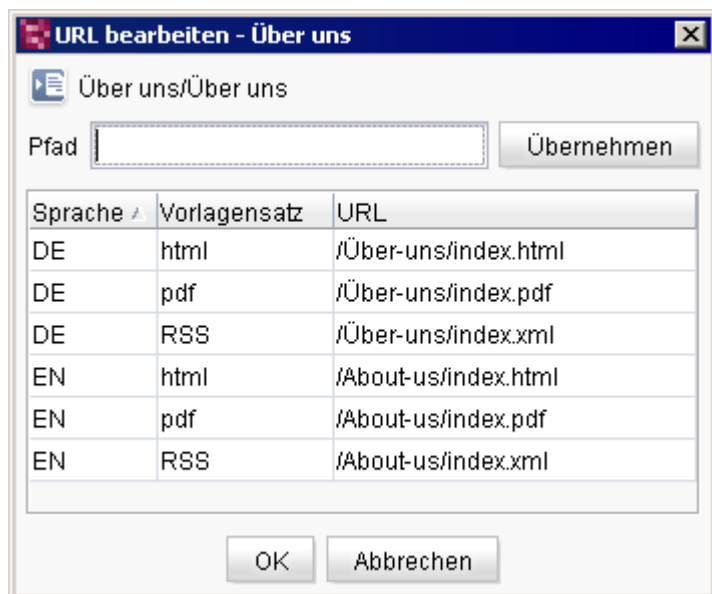 URL bearbeiten - Über uns
Über uns/Über uns
Pfad Übernehmen
Sprache Vorlagensatz URL
DE html /Über-uns/index.html
DE pdf /Über-uns/index.pdf
DE RSS /Über-uns/index.xml
EN html /About-us/index.html
EN pdf /About-us/index.pdf
EN RSS /About-us/index.xml
OK Abbrechen